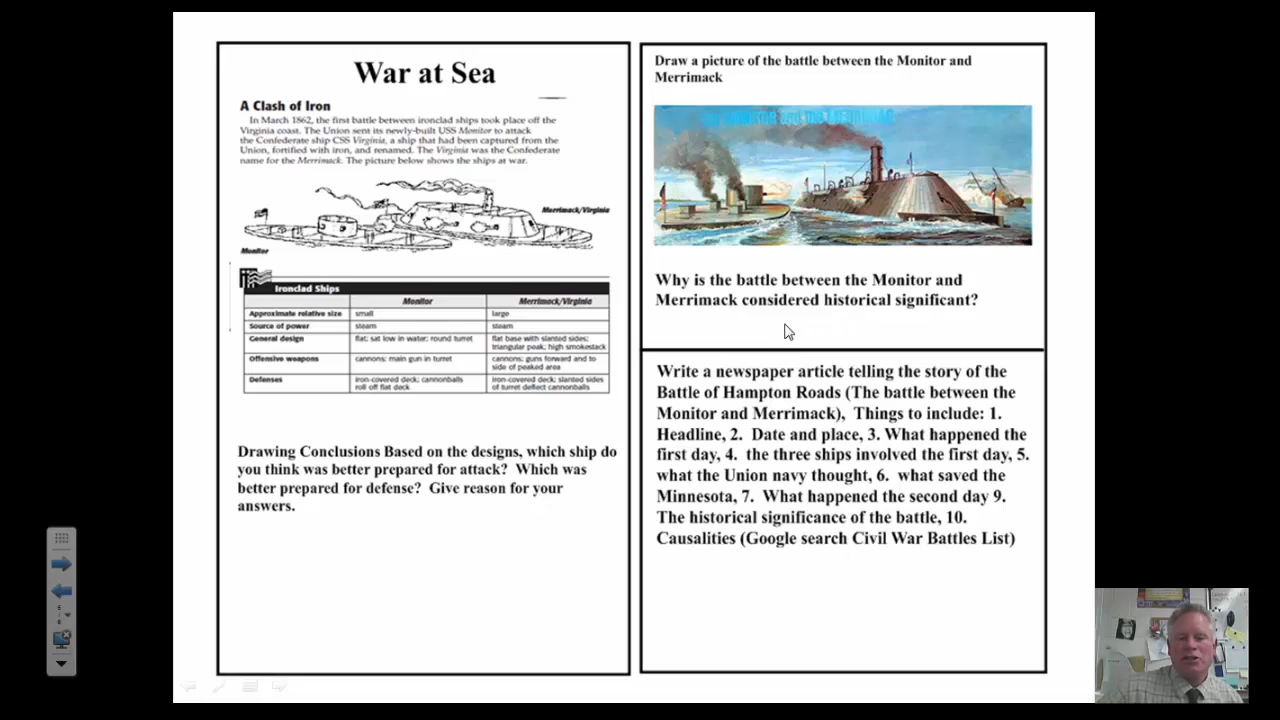 War at Sea
A Clash of Iron
In March 1862, the first battle between ironclad ships took place off the
Virginia coast. The Union sent its newly-built USS Monitor to attack
the Confederate ship CSS Virginia, a ship that had been captured from the
Union, fortified with iron, and renamed. The Virginia was the Confederate
name for the Merrimack. The picture below shows the ships at war.
Merrimack/Virginia
Monitor
Ironclad Ships
Monitor Merrimack/Virginia
Approximate relative size small large
Source of power steam steam
General design flat; sat low in water; round turret flat base with slanted sides;
triangular peak; high smokestack
Offensive weapons cannons; main gun in turret cannons; guns forward and to
side of peaked area
Defenses iron-covered deck; cannonballs iron-covered deck; slanted sides
roll off flat deck of turret deflect cannonballs
Drawing Conclusions Based on the designs, which ship do
you think was better prepared for attack? Which was
better prepared for defense? Give reason for your
answers.
Draw a picture of the battle between the Monitor and
Merrimack
THE MONITOR and the MERRIMAC
Why is the battle between the Monitor and
Merrimack considered historical significant?
Write a newspaper article telling the story of the
Battle of Hampton Roads (The battle between the
Monitor and Merrimack), Things to include: 1.
Headline, 2. Date and place, 3. What happened the
first day, 4. the three ships involved the first day, 5.
what the Union navy thought, 6. what saved the
Minnesota, 7. What happened the second day 9.
The historical significance of the battle, 10.
Causalities (Google search Civil War Battles List)